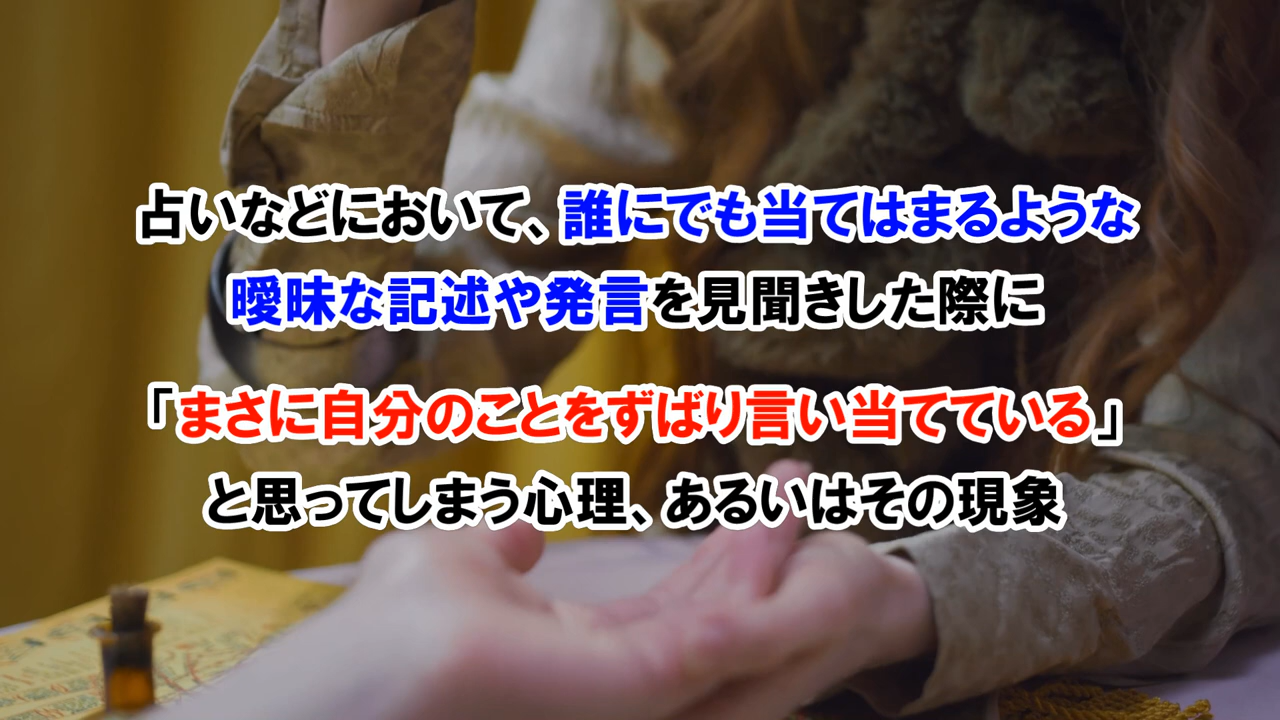 占いなどにおいて、誰にでも当てはまるような
曖昧な記述や発言を見聞きした際に
「まさに自分のことをずばり言い当てている」
と思ってしまう心理、あるいはその現象